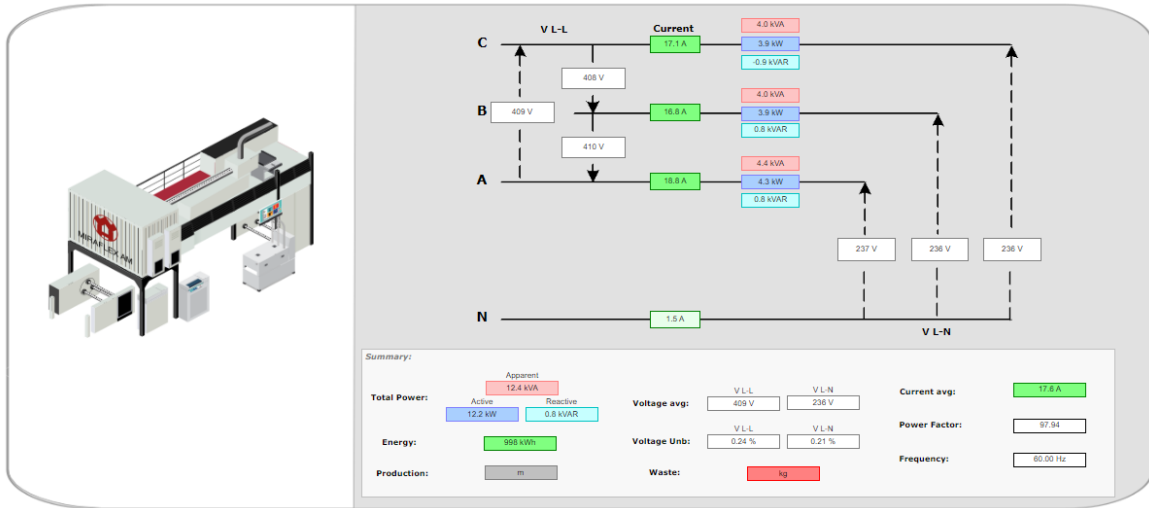 V L-L
Current
C
17.1 A
4.0 kVA
3.9 kW
-0.9 kVAR
408 V
409 V
B
16.8 A
4.0 kVA
3.9 kW
0.8 kVAR
410 V
A
18.8 A
4.4 kVA
4.3 kW
0.8 kVAR
237 V
236 V
236 V
N
1.5 A
V L-N
MIRAFLEX AM
Summary:
Total Power:
Apparent
12.4 kVA
Active
Reactive
12.2 kW
0.8 kVAR
Energy:
998 kWh
Production:
m
Voltage avg:
V L-L
V L-N
409 V
236 V
Voltage Unb:
V L-L
V L-N
0.24 %
0.21 %
Waste:
kg
Current avg:
17.6 A
Power Factor:
97.94
Frequency:
60.00 Hz